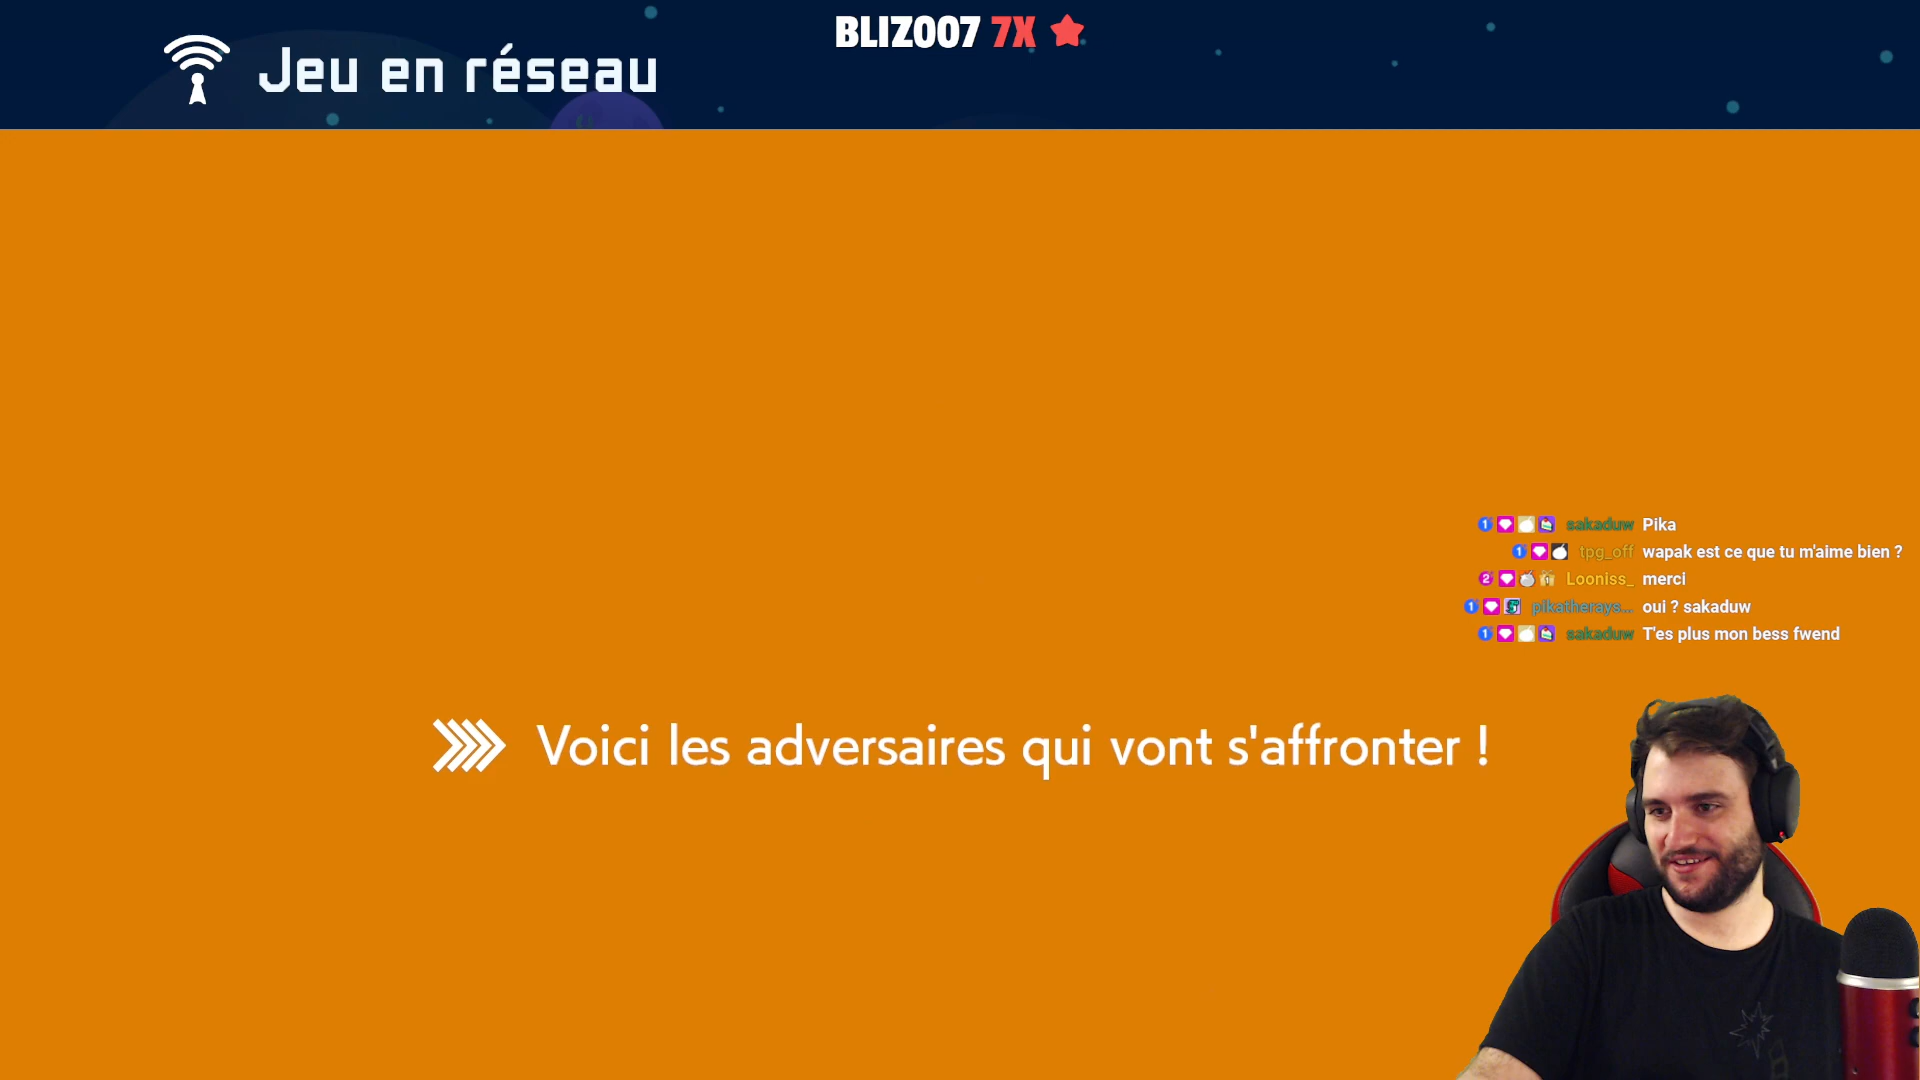 BLIZ007 7X
Jeu en réseau
sakaduw Pika
tpg_off wapak est ce que tu m'aime bien ?
Looniss_ merci
pikatherays... oui ? sakaduw
sakaduw T'es plus mon bess fwend
Voici les adversaires qui vont s'affronter !